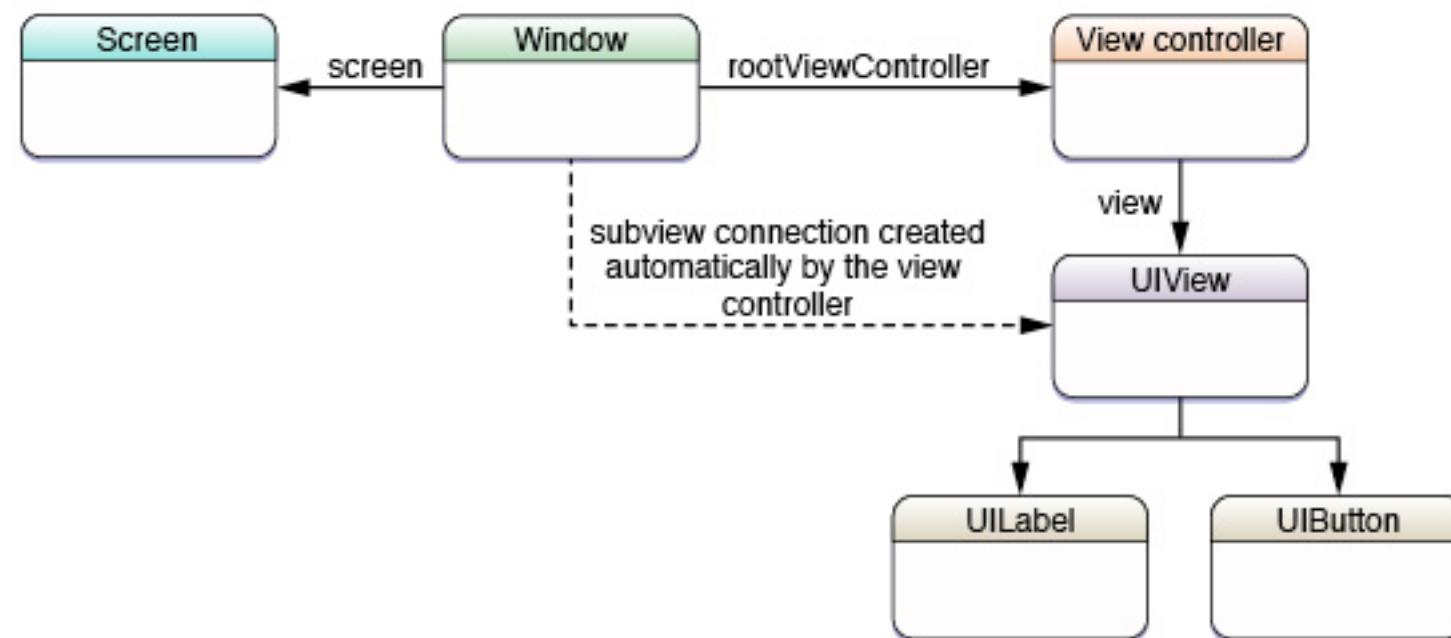 Screen
Window
View controller
screen
rootViewController
view
subview connection created
automatically by the view
controller
UIView
UILabel
UIButton